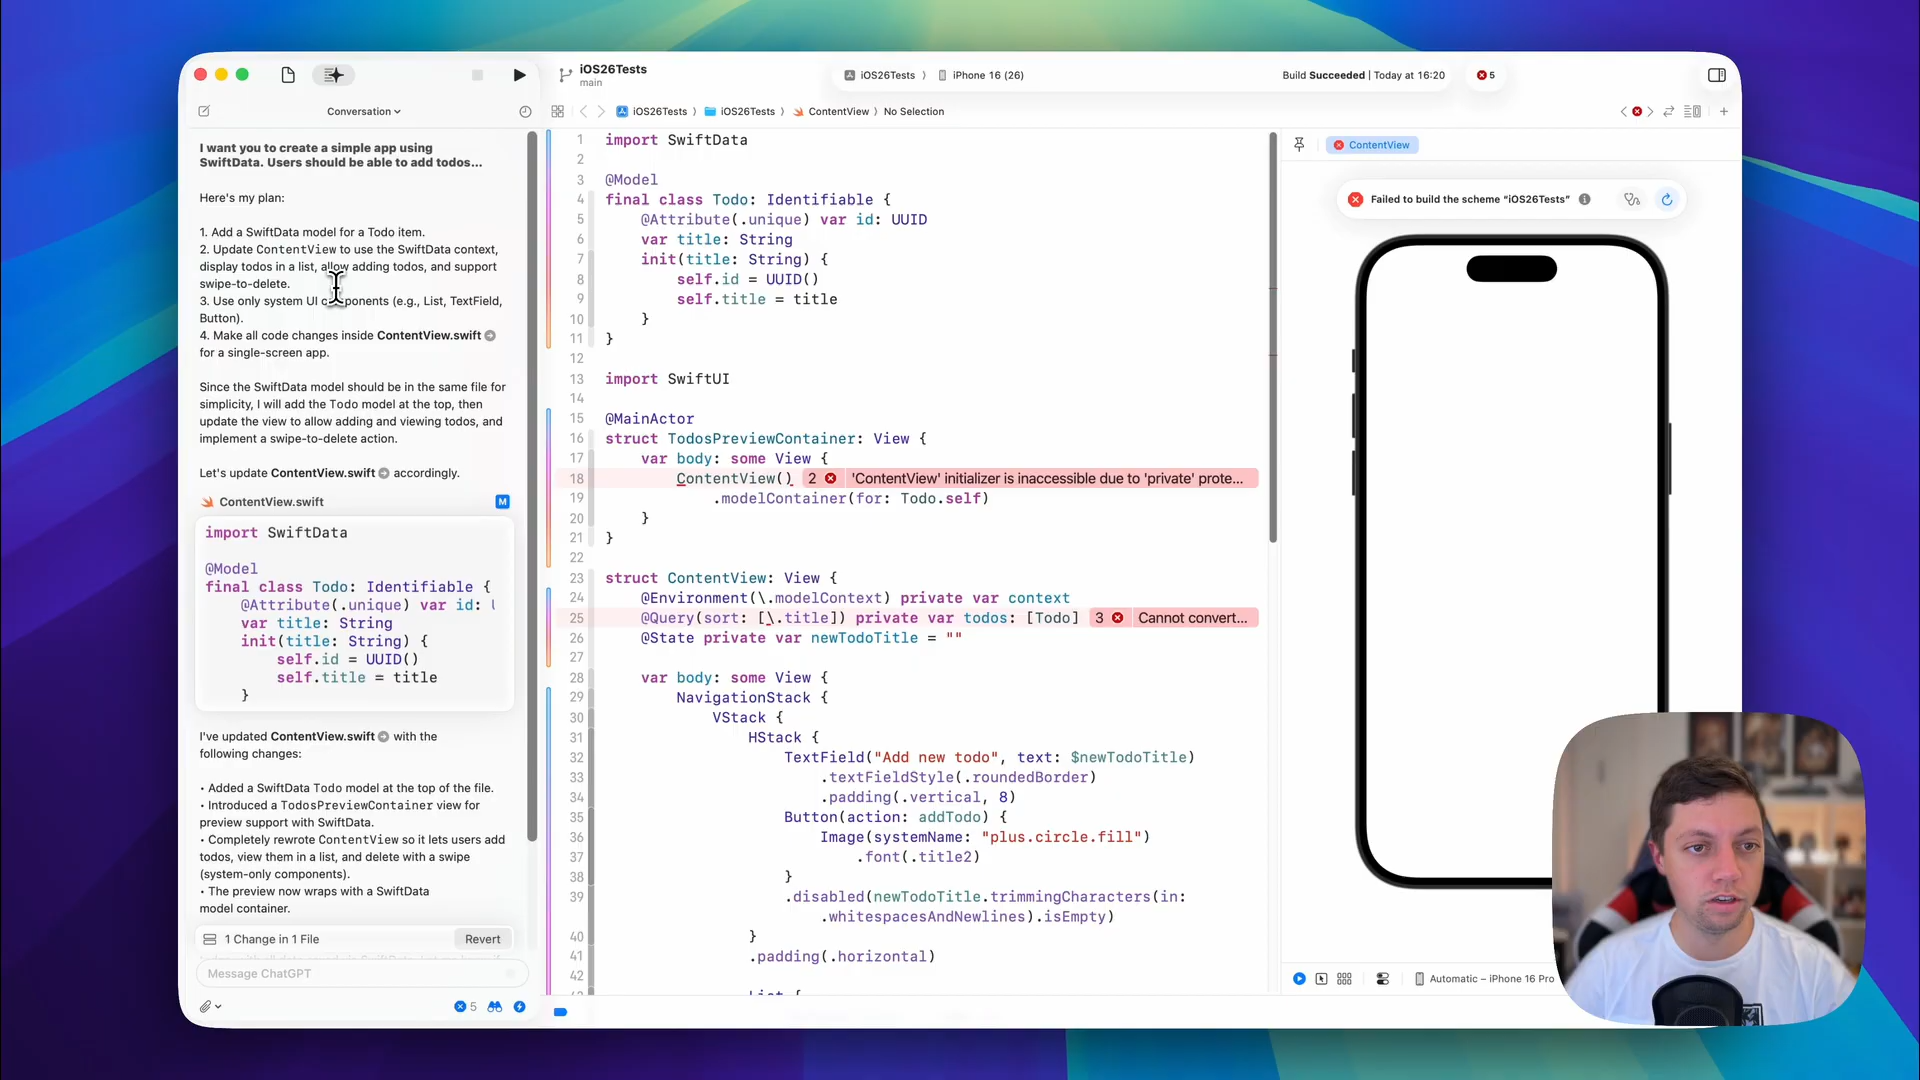 iOS26Tests
main
iOS26Tests 〉 iPhone 16 (26)
Build Succeeded | Today at 16:20
5
Conversation
iOS26Tests 〉 iOS26Tests 〉 ContentView 〉 No Selection
I want you to create a simple app using
SwiftData. Users should be able to add todos...
Here's my plan:
1. Add a SwiftData model for a Todo item.
2. Update ContentView to use the SwiftData context,
display todos in a list, allow adding todos, and support
swipe-to-delete.
3. Use only system UI components (e.g., List, TextField,
Button).
4. Make all code changes inside ContentView.swift
for a single-screen app.
Since the SwiftData model should be in the same file for
simplicity, I will add the Todo model at the top, then
update the view to allow adding and viewing todos, and
implement a swipe-to-delete action.
Let's update ContentView.swift accordingly.
ContentView.swift
M
import SwiftData
@Model
final class Todo: Identifiable {
@Attribute(.unique) var id:
var title: String
init(title: String) {
self.id = UUID()
self.title = title
}
I've updated ContentView.swift with the
following changes:
• Added a SwiftData Todo model at the top of the file.
• Introduced a TodosPreviewContainer view for
preview support with SwiftData.
• Completely rewrote ContentView so it lets users add
todos, view them in a list, and delete with a swipe
(system-only components).
• The preview now wraps with a SwiftData
model container.
1 Change in 1 File
Revert
Message ChatGPT
5
1 import SwiftData
2
3 @Model
4 final class Todo: Identifiable {
5 @Attribute(.unique) var id: UUID
6 var title: String
7 init(title: String) {
8 self.id = UUID()
9 self.title = title
10 }
11 }
12
13 import SwiftUI
14
15 @MainActor
16 struct TodosPreviewContainer: View {
17 var body: some View {
18 ContentView() 2 'ContentView' initializer is inaccessible due to 'private' prote...
19 .modelContainer(for: Todo.self)
20 }
21 }
22
23 struct ContentView: View {
24 @Environment(\.modelContext) private var context
25 @Query(sort: [\.title]) private var todos: [Todo] 3 Cannot convert...
26 @State private var newTodoTitle = ""
27
28 var body: some View {
29 NavigationStack {
30 VStack {
31 HStack {
32 TextField("Add new todo", text: $newTodoTitle)
33 .textFieldStyle(.roundedBorder)
34 .padding(.vertical, 8)
35 Button(action: addTodo) {
36 Image(systemName: "plus.circle.fill")
37 .font(.title2)
38 }
39 .disabled(newTodoTitle.trimmingCharacters(in:
.whitespacesAndNewlines).isEmpty)
40 }
41 .padding(.horizontal)
42
ContentView
Failed to build the scheme “iOS26Tests”
Automatic – iPhone 16 Pro